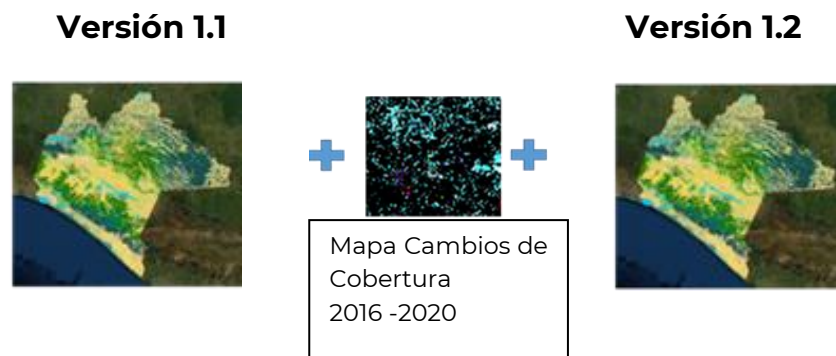 Versión 1.1
Versión 1.2
Mapa Cambios de
Cobertura
2016 -2020